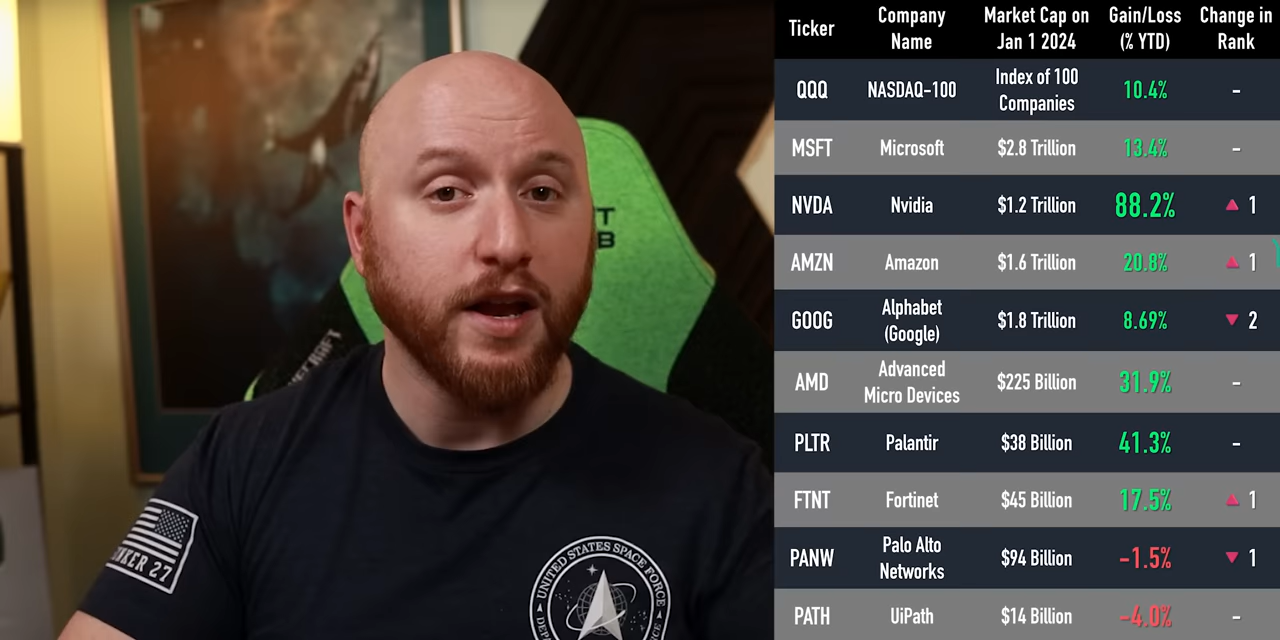 Ticker
Company
Name
Market Cap on
Jan 1 2024
Gain/Loss
(% YTD)
Change in
Rank
QQQ
NASDAQ-100
Index of 100
Companies
10.4%
-
MSFT
Microsoft
$2.8 Trillion
13.4%
-
NVDA
Nvidia
$1.2 Trillion
88.2%
▲ 1
AMZN
Amazon
$1.6 Trillion
20.8%
▲ 1
GOOG
Alphabet
(Google)
$1.8 Trillion
8.69%
▼ 2
AMD
Advanced
Micro Devices
$225 Billion
31.9%
-
PLTR
Palantir
$38 Billion
41.3%
-
FTNT
Fortinet
$45 Billion
17.5%
▲ 1
PANW
Palo Alto
Networks
$94 Billion
-1.5%
▼ 1
PATH
UiPath
$14 Billion
-4.0%
-
UNITED STATES SPACE FORCE